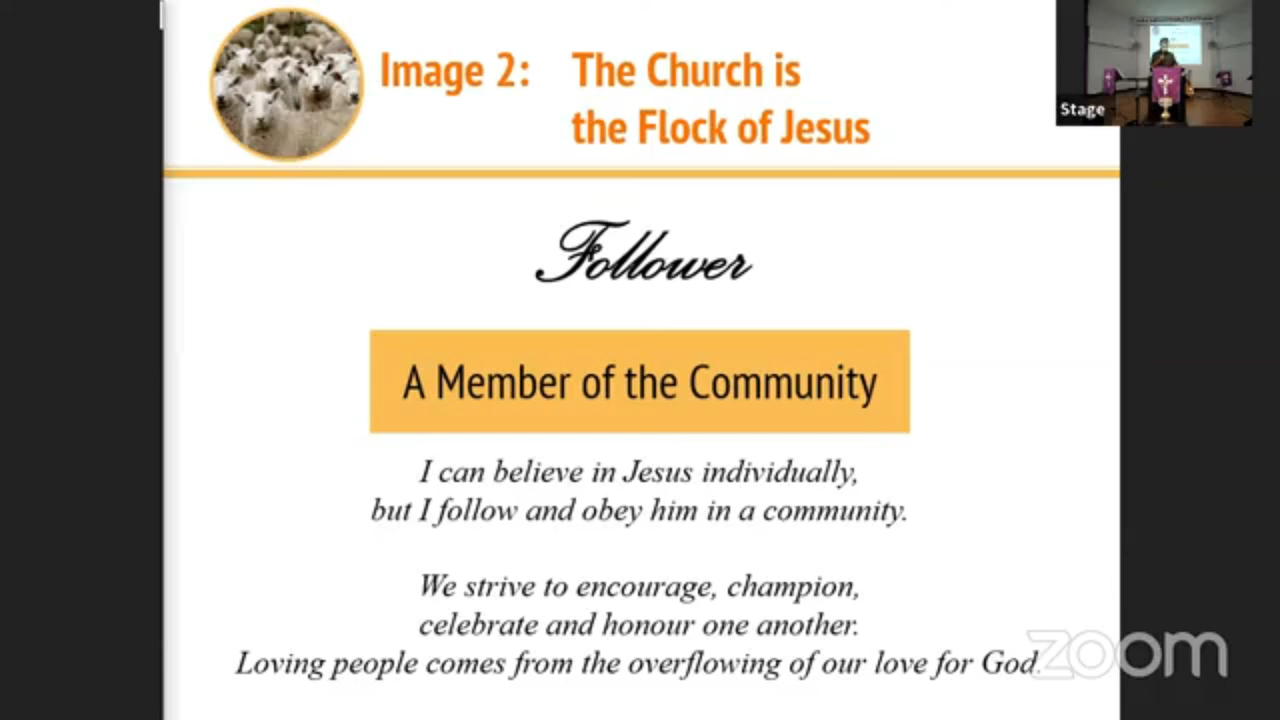 Image 2: The Church is
the Flock of Jesus
Stage
Follower
A Member of the Community
I can believe in Jesus individually,
but I follow and obey him in a community.
We strive to encourage, champion,
celebrate and honour one another.
Loving people comes from the overflowing of our love for God.
zoom